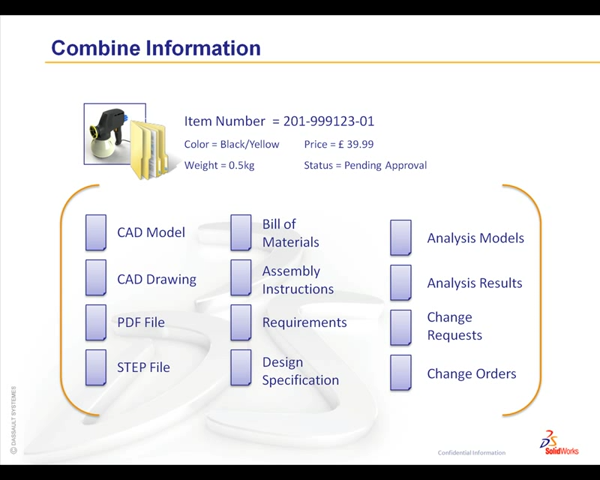 Combine Information
Item Number = 201-999123-01
Color = Black/Yellow Price = £ 39.99
Weight = 0.5kg Status = Pending Approval
CAD Model
CAD Drawing
PDF File
STEP File
Bill of
Materials
Assembly
Instructions
Requirements
Design
Specification
Analysis Models
Analysis Results
Change
Requests
Change Orders
© DASSAULT SYSTEMES
Confidential Information
SolidWorks